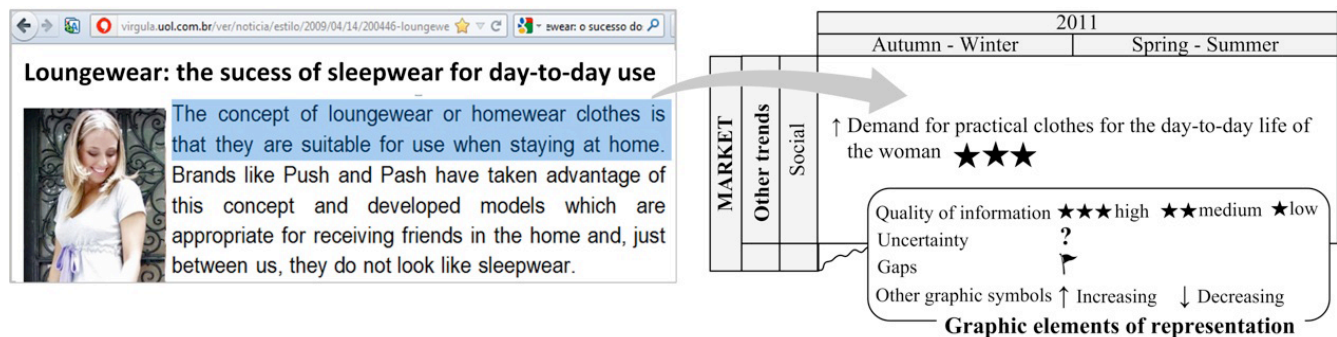 virgula.uol.com.br/ver/noticia/estilo/2009/04/14/200446-loungewe
ewear: o sucesso do
Loungewear: the sucess of sleepwear for day-to-day use
The concept of loungewear or homewear clothes is
that they are suitable for use when staying at home.
Brands like Push and Pash have taken advantage of
this concept and developed models which are
appropriate for receiving friends in the home and, just
between us, they do not look like sleepwear.
2011
Autumn - Winter
Spring - Summer
MARKET
Other trends
Social
↑ Demand for practical clothes for the day-to-day life of
the woman ★★★
Quality of information ★★★ high ★★ medium ★ low
Uncertainty ?
Gaps
Other graphic symbols ↑ Increasing ↓ Decreasing
Graphic elements of representation